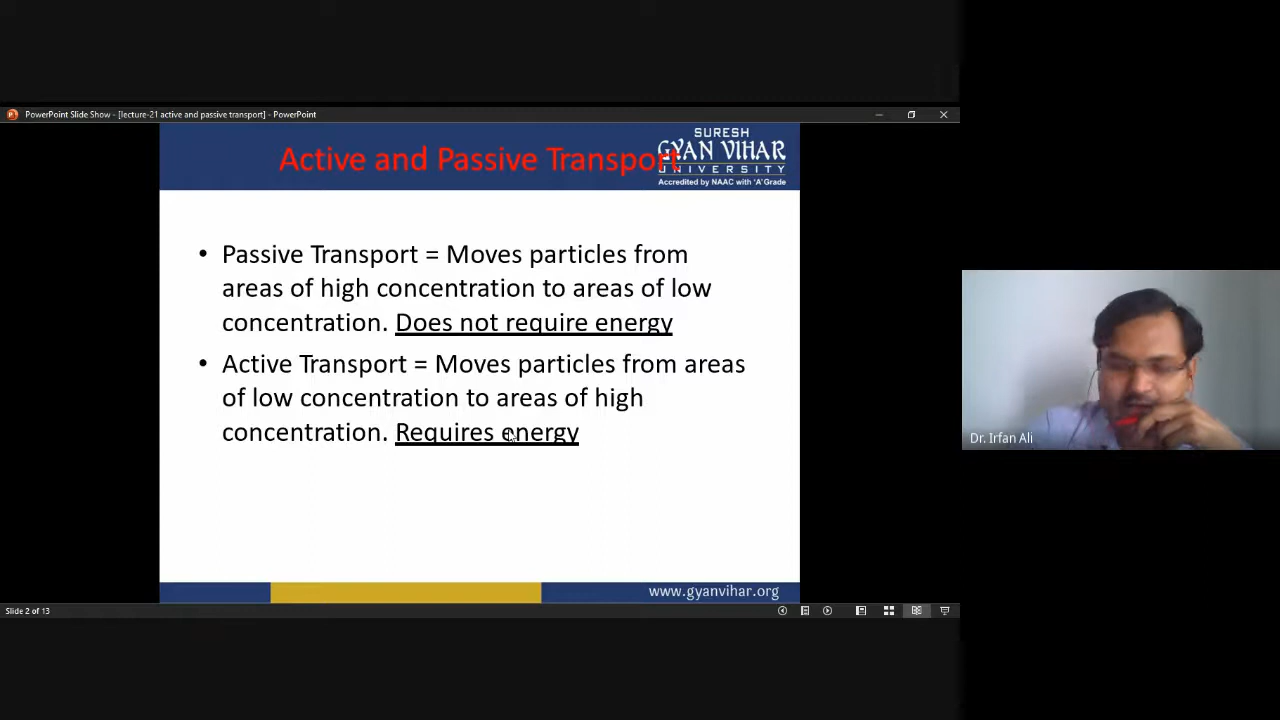 PowerPoint Slide Show - [lecture-21 active and passive transport] - PowerPoint
Active and Passive Transport
SURESH
GYAN VIHAR
UNIVERSITY
Accredited by NAAC with 'A' Grade
• Passive Transport = Moves particles from
areas of high concentration to areas of low
concentration. Does not require energy
• Active Transport = Moves particles from areas
of low concentration to areas of high
concentration. Requires energy
Dr. Irfan Ali
www.gyanvihar.org
Slide 2 of 13